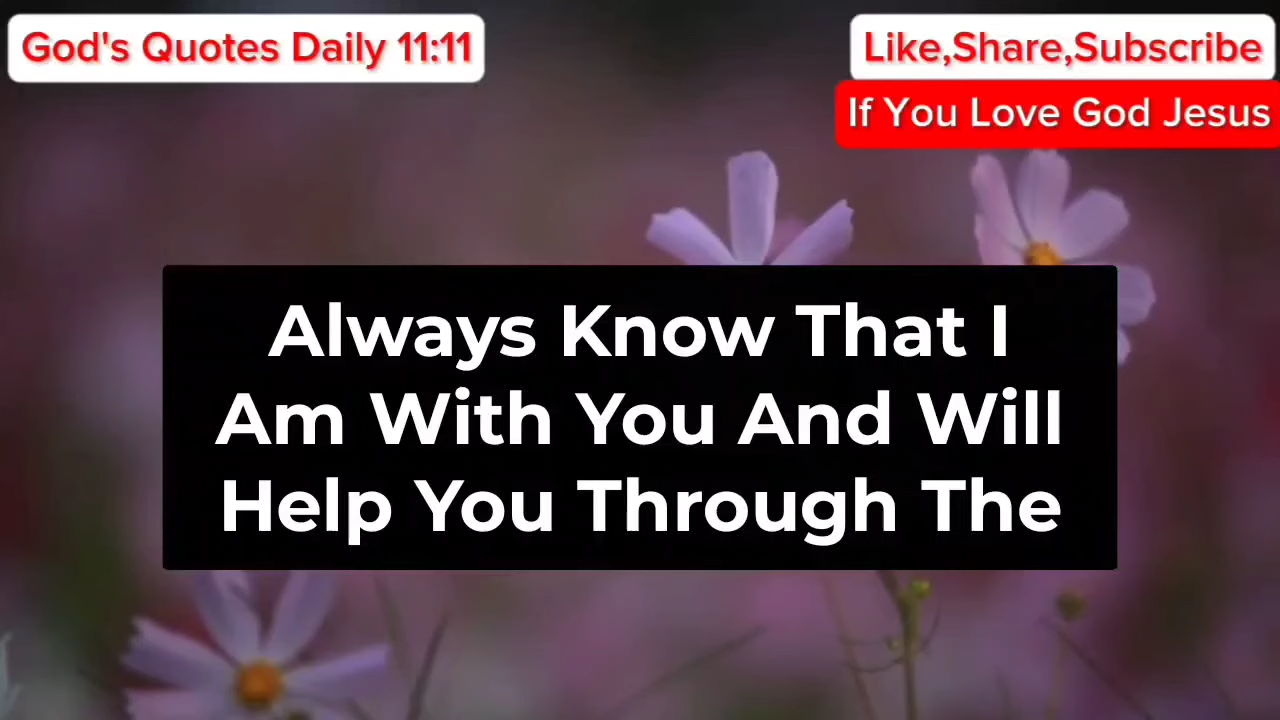 God's Quotes Daily 11:11
Like,Share,Subscribe
If You Love God Jesus
Always Know That I
Am With You And Will
Help You Through The